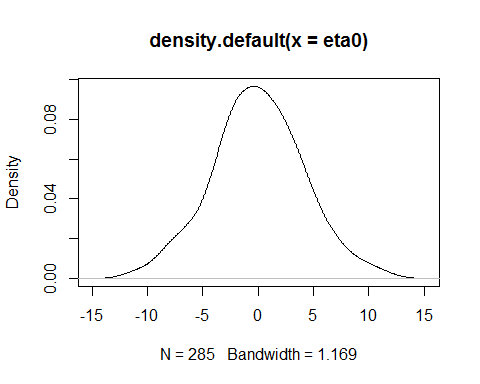 density.default(x = eta0)
Density
0.00 0.04 0.08
-15 -10 -5 0 5 10 15
N = 285 Bandwidth = 1.169